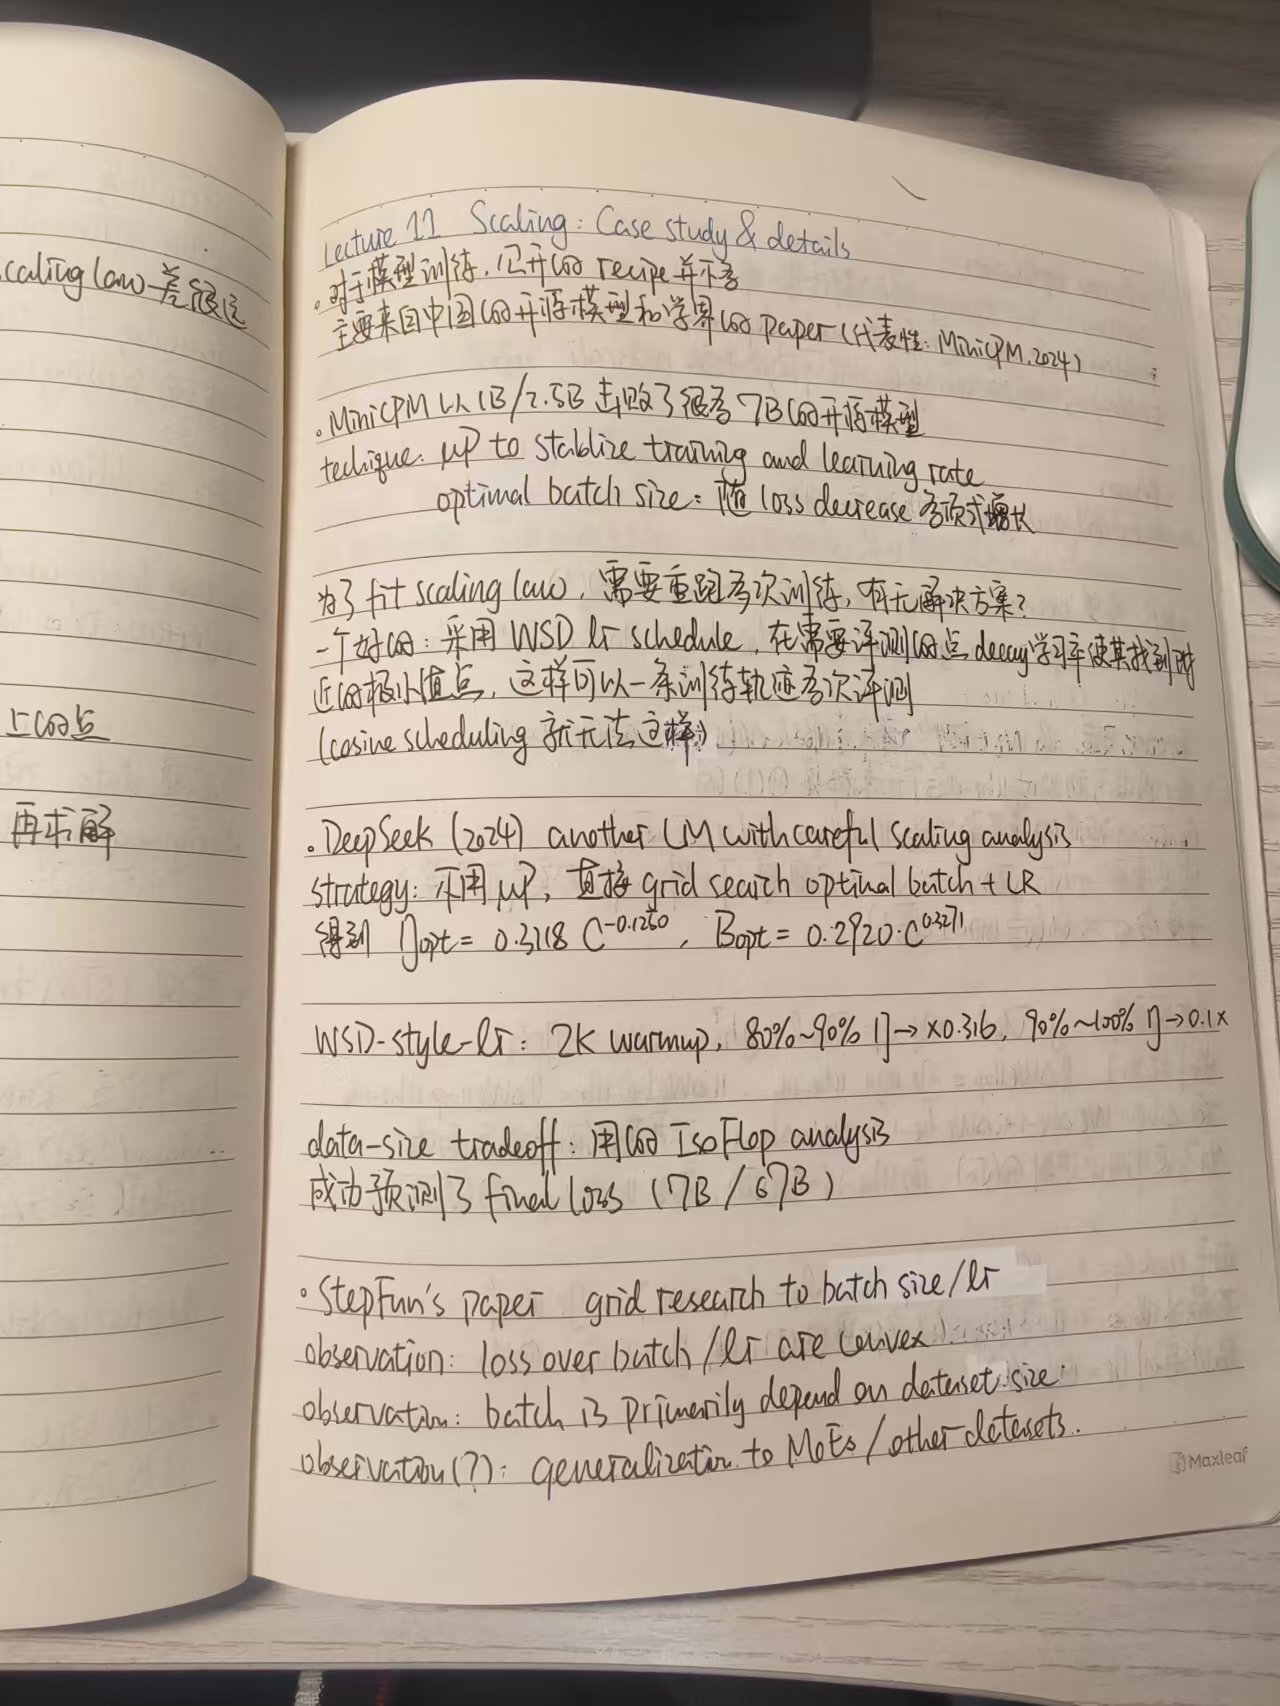 scaling law 差很远
上的点
再求解
Lecture 11 Scaling: Case study & details
。对于模型训练，公开的 recipe 并不多
主要来自中国的开源模型和学界的 paper（代表性：MiniCPM, 2024）
。MiniCPM 以 1B/2.5B 击败了很多 7B 的开源模型
techique: μP to stablize training and learning rate
optimal batch size: 随 loss decrease 多项式增长
为了 fit scaling law，需要重跑多次训练，有无解决方案？
一个好的：采用 WSD lr schedule，在需要评测的点 decay 学习率使其找到附
近的极小值点，这样可以一条训练轨迹多次评测
(cosine scheduling 就无法这样)
。DeepSeek (2024) another LM with careful scaling analysis
strategy: 不用 μP，直接 grid search optimal batch + LR
得到 ηopt = 0.3118 C^-0.1250, Bopt = 0.2920·C^0.3271
WSD-style-lr: 2K warmup, 80%~90% η→×0.316, 90%~100% η→0.1×
data-size tradeoff: 用的 IsoFlop analysis
成功预测了 final loss (7B / 67B)
。StepFun's paper grid research to batch size/lr
observation: loss over batch/lr are convex
observation: batch is primarily depend on dataset size.
observation(?): generalization to MoEs / other datasets.
Maxleaf